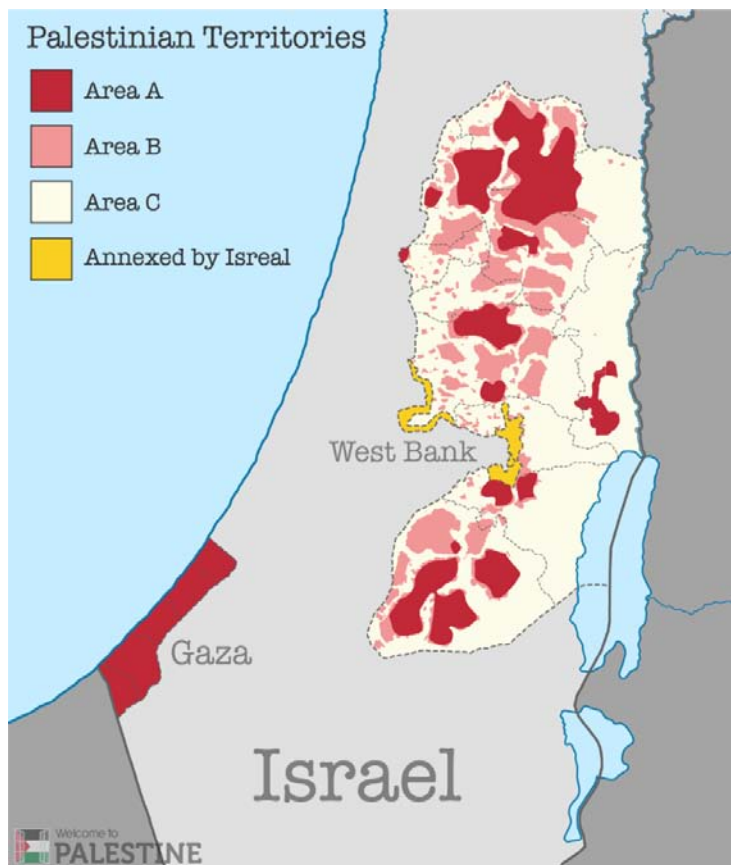 Palestinian Territories
Area A
Area B
Area C
Annexed by Isreal
West Bank
Gaza
Israel
Welcome to
PALESTINE